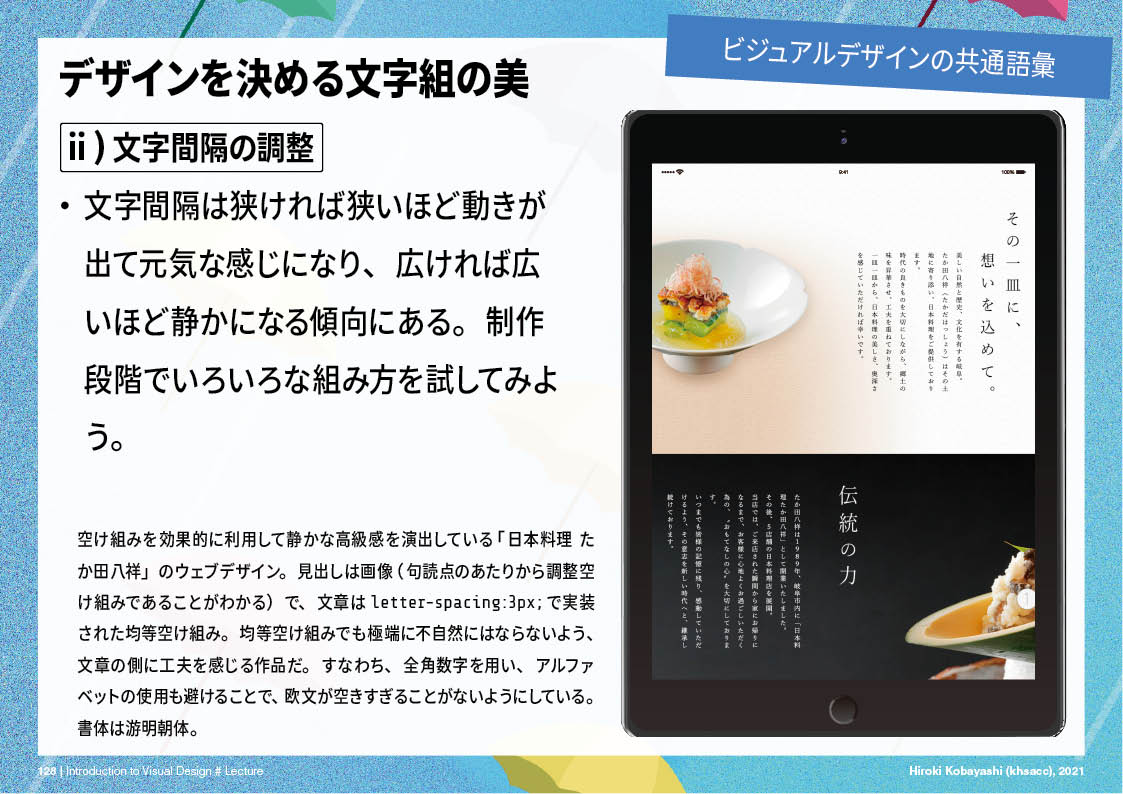 ビジュアルデザインの共通語彙
デザインを決める文字組の美
ⅱ)文字間隔の調整
• 文字間隔は狭ければ狭いほど動きが
出て元気な感じになり、広ければ広
いほど静かになる傾向にある。制作
段階でいろいろな組み方を試してみよ
う。
空け組みを効果的に利用して静かな高級感を演出している「日本料理 た
か田八祥」のウェブデザイン。見出しは画像(句読点のあたりから調整空
け組みであることがわかる)で、文章は letter-spacing:3px; で実装
された均等空け組み。均等空け組みでも極端に不自然にはならないよう、
文章の側に工夫を感じる作品だ。すなわち、全角数字を用い、アルファ
ベットの使用も避けることで、欧文が空きすぎることがないようにしている。
書体は游明朝体。
9:41
100%
その一皿に、
想いを込めて。
美しい自然と歴史、文化を有する岐阜。
たか田八祥(たかだはっしょう)はその土
地に寄り添い、日本料理をご提供しており
ます。
時代の良きものを大切にしながら、郷土の
味を昇華させ、工夫を重ねております。
一皿一皿から、日本料理の美しさ、奥深さ
を感じていただければ幸いです。
伝統の力
たか田八祥は1989年、岐阜市内に「日本料
理たか田八祥」として開業いたしました。
その後、5店舗の日本料理店を展開。
当店では、ご来店された瞬間から家にお帰りに
なるまで、お客様に心地よくお過ごしいただく
為の、“おもてなしの心”を大切にしておりま
す。
いつまでも皆様の記憶に残り、感動していただ
けるよう、その意志を新しい時代へと、継承し
続けております。
128 | Introduction to Visual Design # Lecture
Hiroki Kobayashi (khsacc), 2021